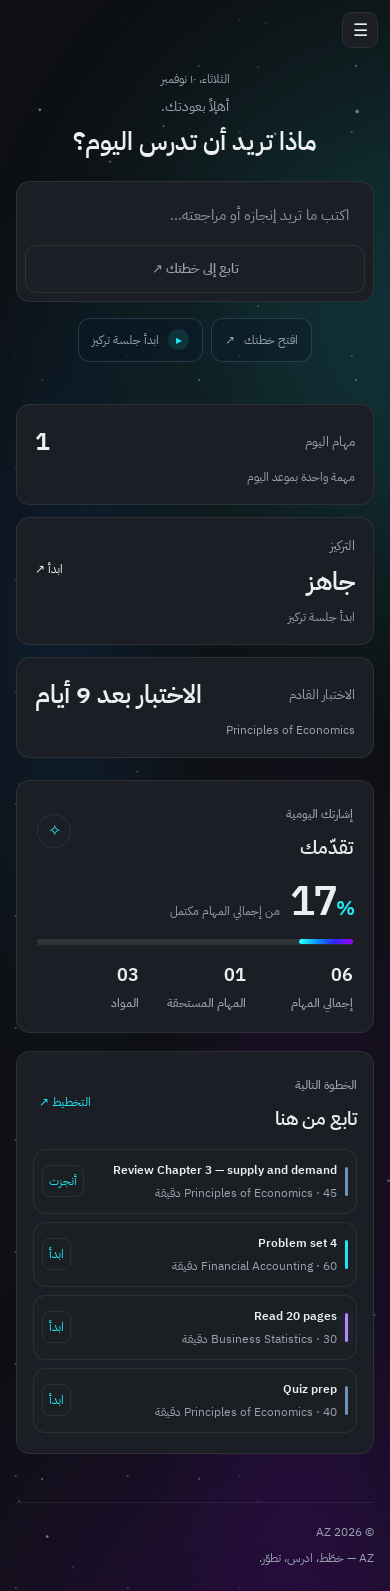 الثلاثاء، ١٠ نوفمبر
أهلاً بعودتك.
ماذا تريد أن تدرس اليوم؟
اكتب ما تريد إنجازه أو مراجعته...
تابع إلى خطتك ↗
افتح خطتك ↗
ابدأ جلسة تركيز
مهام اليوم
1
مهمة واحدة بموعد اليوم
التركيز
جاهز
ابدأ جلسة تركيز
ابدأ ↗
الاختبار القادم
الاختبار بعد 9 أيام
Principles of Economics
إشارتك اليومية
تقدّمك
17%
من إجمالي المهام مكتمل
06
إجمالي المهام
01
المهام المستحقة
03
المواد
الخطوة التالية
تابع من هنا
التخطيط ↗
Review Chapter 3 — supply and demand
Principles of Economics · 45 دقيقة
أنجزت
Problem set 4
Financial Accounting · 60 دقيقة
ابدأ
Read 20 pages
Business Statistics · 30 دقيقة
ابدأ
Quiz prep
Principles of Economics · 40 دقيقة
ابدأ
© 2026 AZ
AZ — خطّط، ادرس، تطوّر.